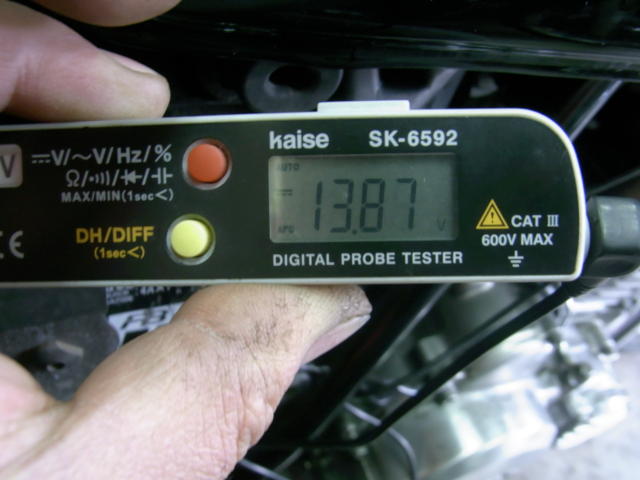 kaise SK-6592
V
⎓V/～V/Hz/%
Ω/•)))/➔⊢/⊣⊢
MAX/MIN(1sec<)
DH/DIFF
(1sec<)
CE
AUTO
13.87 V
APO
CAT III
600V MAX
DIGITAL PROBE TESTER